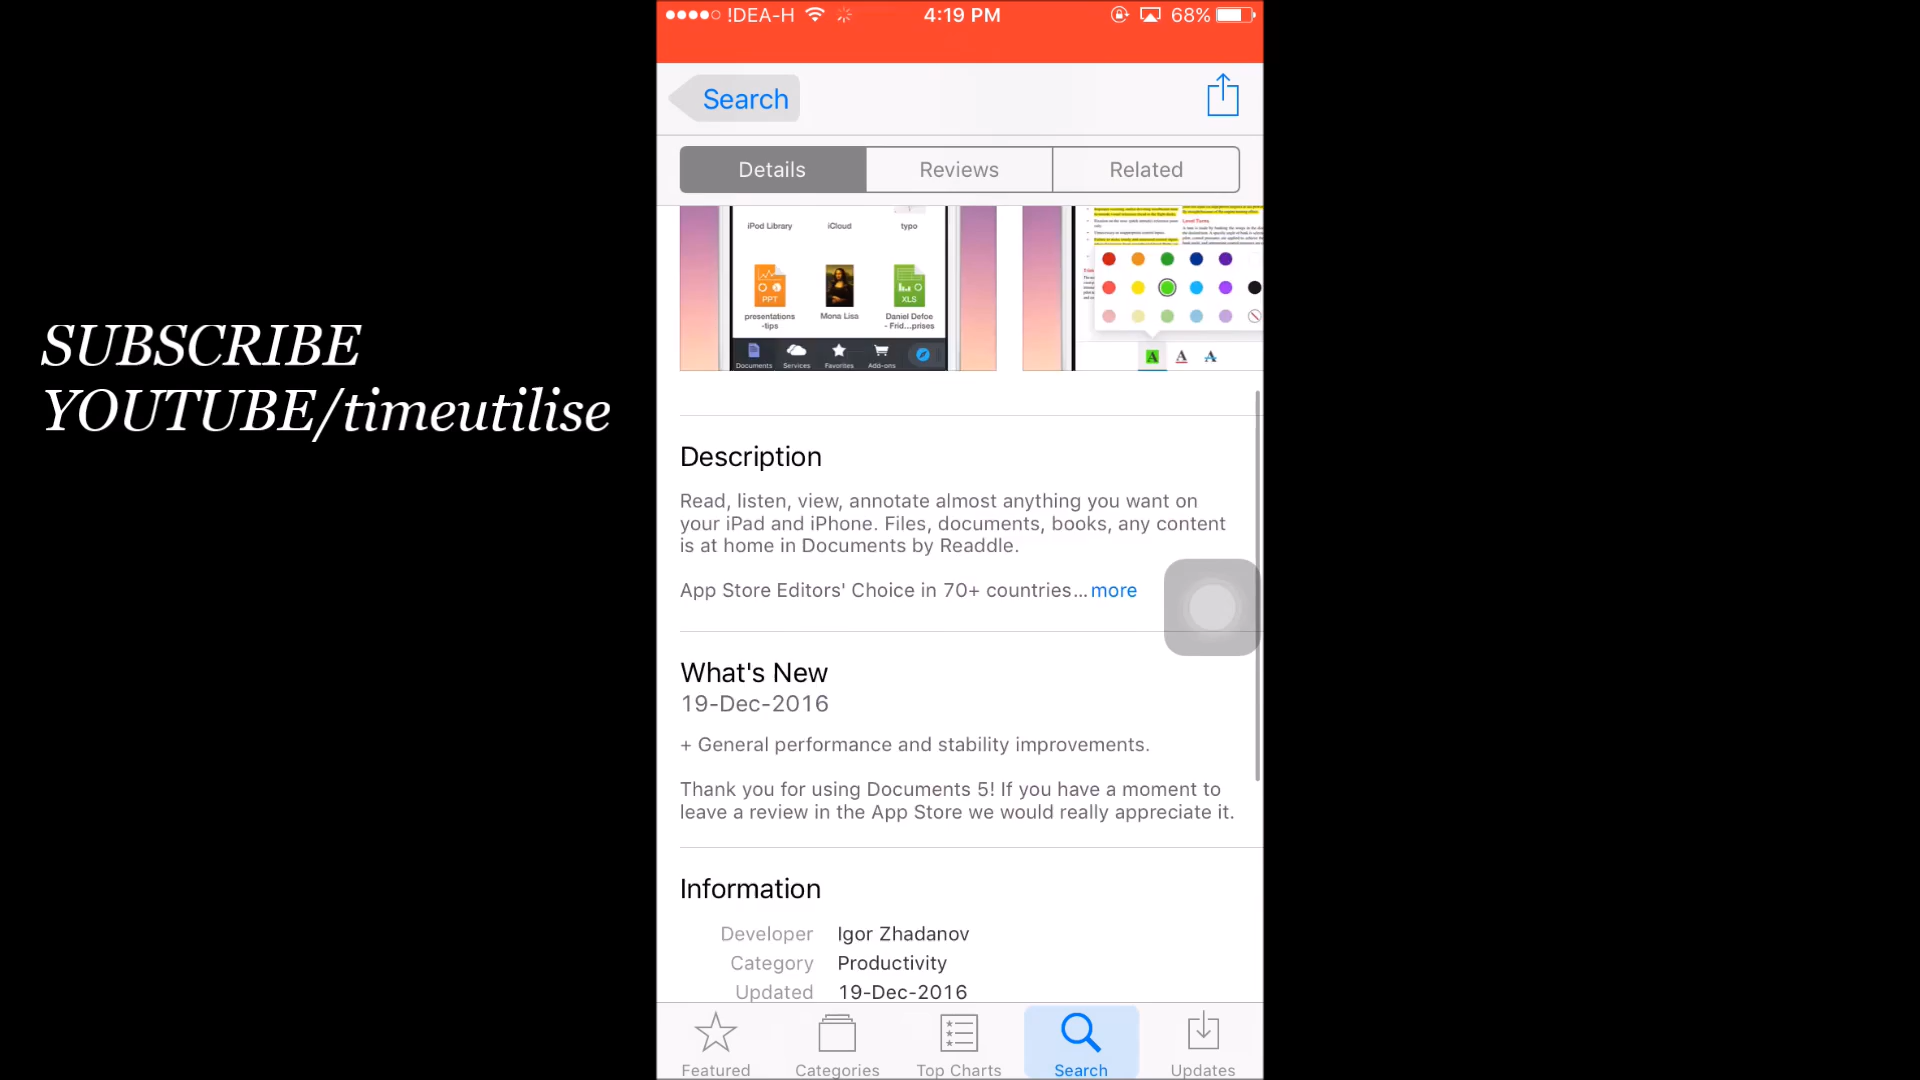 !DEA-H 4:19 PM 68%
Search
Details Reviews Related
iPod Library iCloud typo
PPT XLS
presentations-tips Mona Lisa Daniel Defoe - Frid...prises
Documents Services Favorites Add-ons
Level Turns
A A A
SUBSCRIBE
YOUTUBE/timeutilise
Description
Read, listen, view, annotate almost anything you want on
your iPad and iPhone. Files, documents, books, any content
is at home in Documents by Readdle.
App Store Editors' Choice in 70+ countries... more
What's New
19-Dec-2016
+ General performance and stability improvements.
Thank you for using Documents 5! If you have a moment to
leave a review in the App Store we would really appreciate it.
Information
Developer Igor Zhadanov
Category Productivity
Updated 19-Dec-2016
Featured Categories Top Charts Search Updates